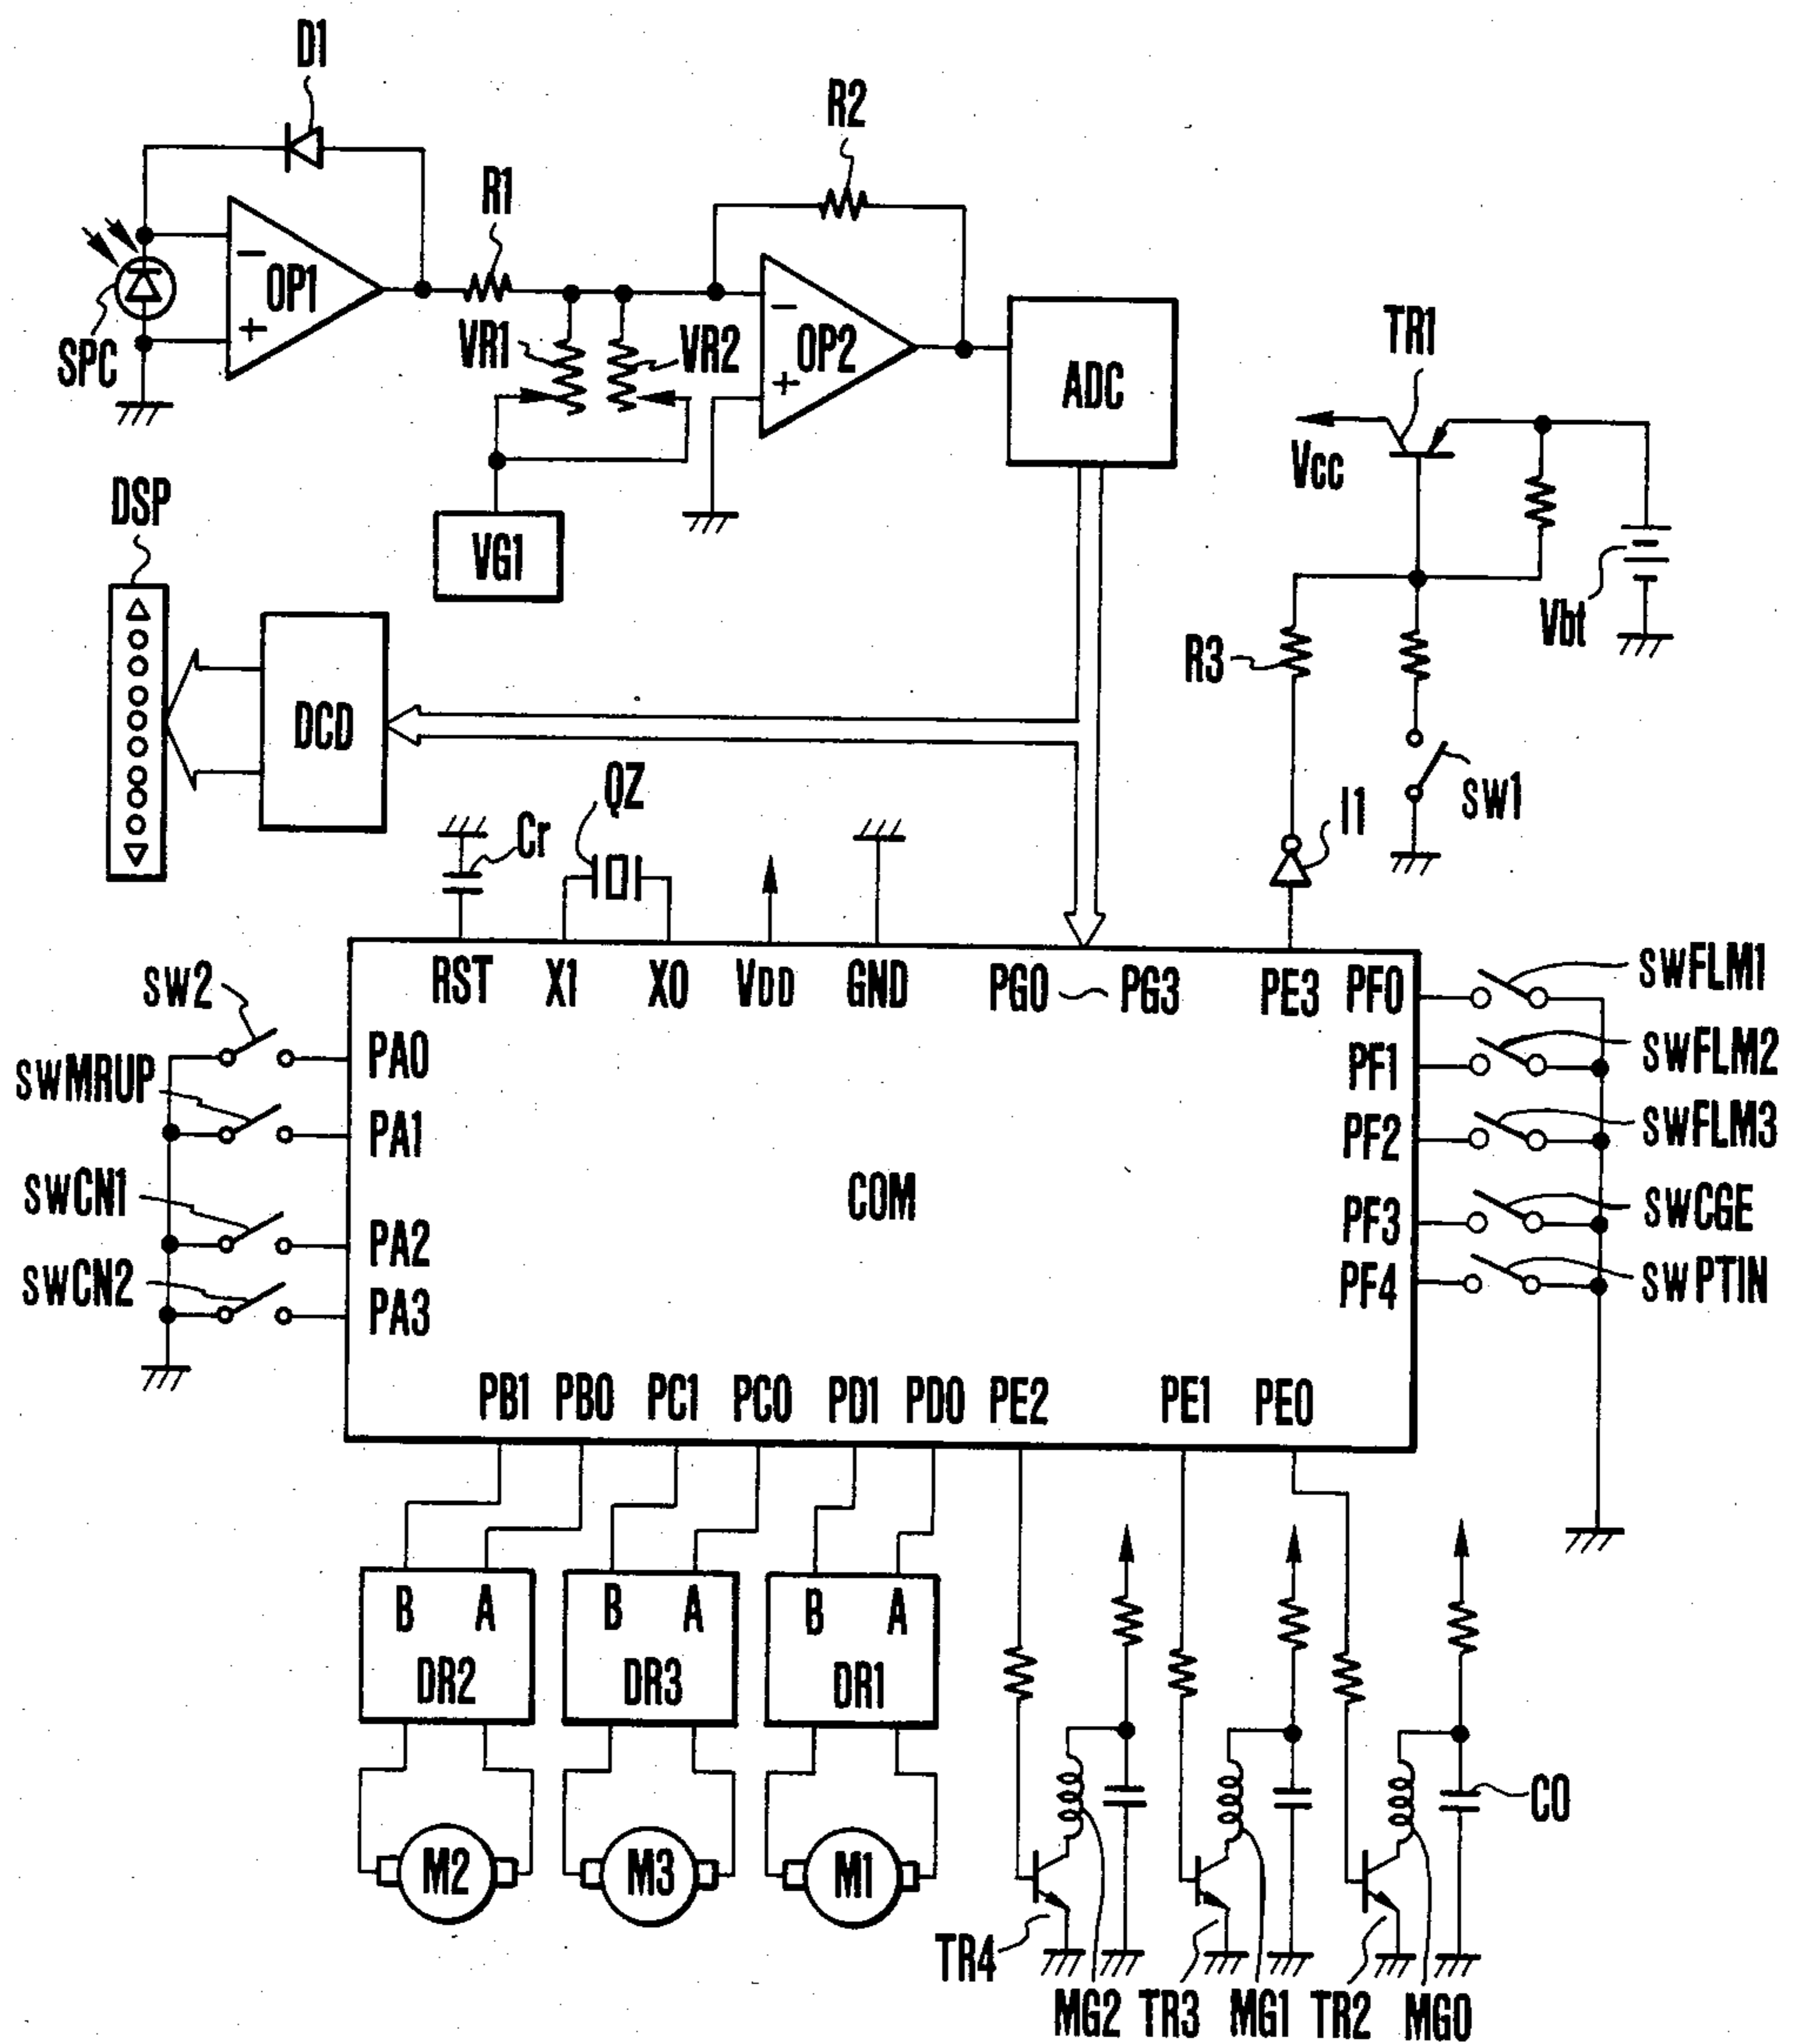 D1
R2
R1
−
OP1
+
SPC
VR1
VR2
−
OP2
+
ADC
TR1
Vcc
DSP
VG1
Vbt
R3
DCD
SW1
QZ
Cr
I1
RST X1 X0 VDD GND PG0 ~ PG3 PE3 PF0
SW2
SWFLM1
PA0
PF1
SWFLM2
SWMRUP
PA1
PF2
SWFLM3
SWCN1
COM
PA2
PF3
SWCGE
SWCN2
PA3
PF4
SWPTIN
PB1 PB0 PC1 PC0 PD1 PD0 PE2 PE1 PE0
B A
B A
B A
DR2
DR3
DR1
C0
M2
M3
M1
TR4
MG2
TR3
MG1
TR2
MG0